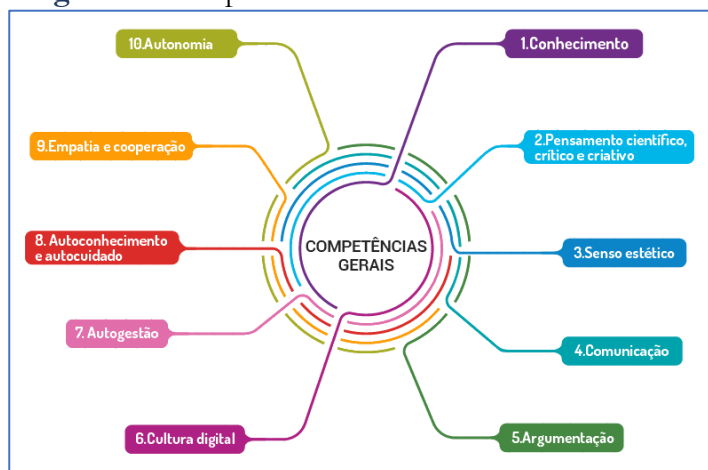 COMPETÊNCIAS
GERAIS
1.Conhecimento
2.Pensamento científico,
crítico e criativo
3.Senso estético
4.Comunicação
5.Argumentação
6.Cultura digital
7. Autogestão
8. Autoconhecimento
e autocuidado
9.Empatia e cooperação
10.Autonomia